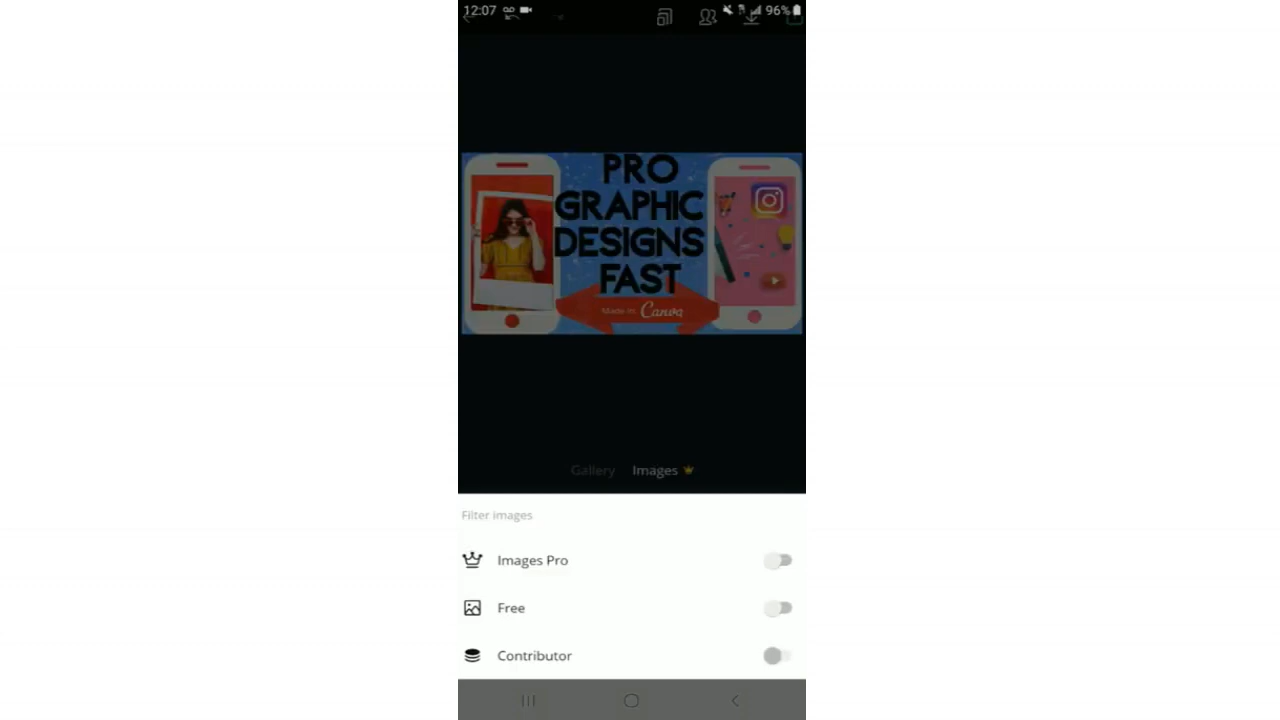 12:07 96%
PRO
GRAPHIC
DESIGNS
FAST
Made in Canva
Gallery Images
Filter images
Images Pro
Free
Contributor